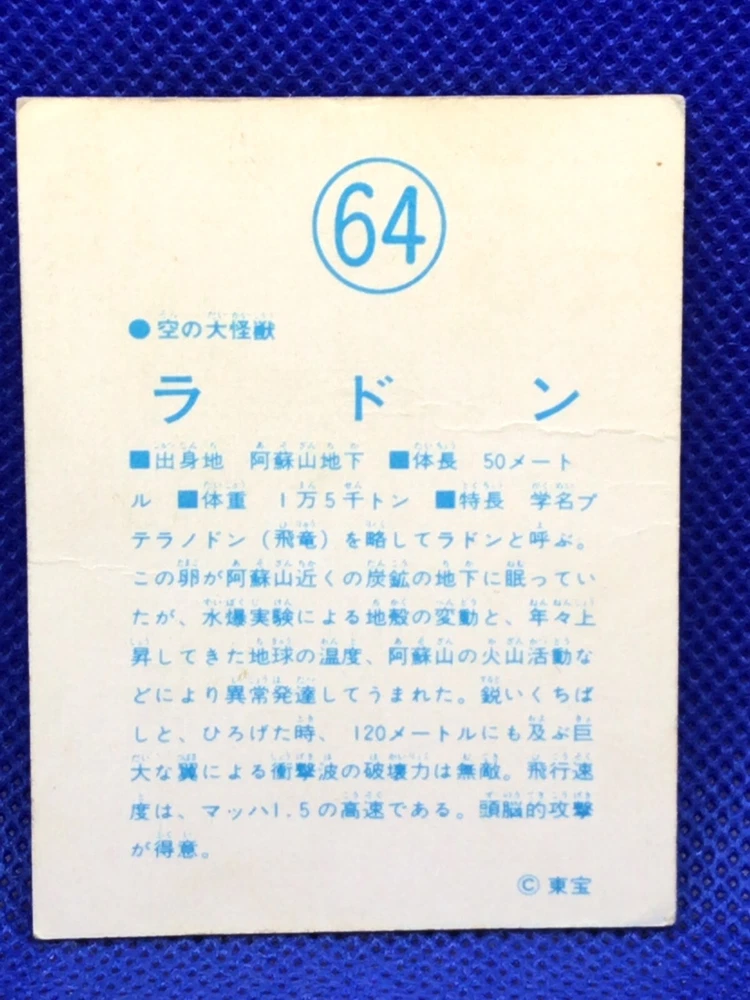 64
●空の大怪獣
ラドン
■出身地 阿蘇山地下 ■体長 50メート
ル ■体重 1万5千トン ■特長 学名プ
テラノドン(飛竜)を略してラドンと呼ぶ。
この卵が阿蘇山近くの炭鉱の地下に眠ってい
たが、水爆実験による地殻の変動と、年々上
昇してきた地球の温度、阿蘇山の火山活動な
どにより異常発達してうまれた。鋭いくちば
しと、ひろげた時、120メートルにも及ぶ巨
大な翼による衝撃波の破壊力は無敵。飛行速
度は、マッハ1.5の高速である。頭脳的攻撃
が得意。
©東宝